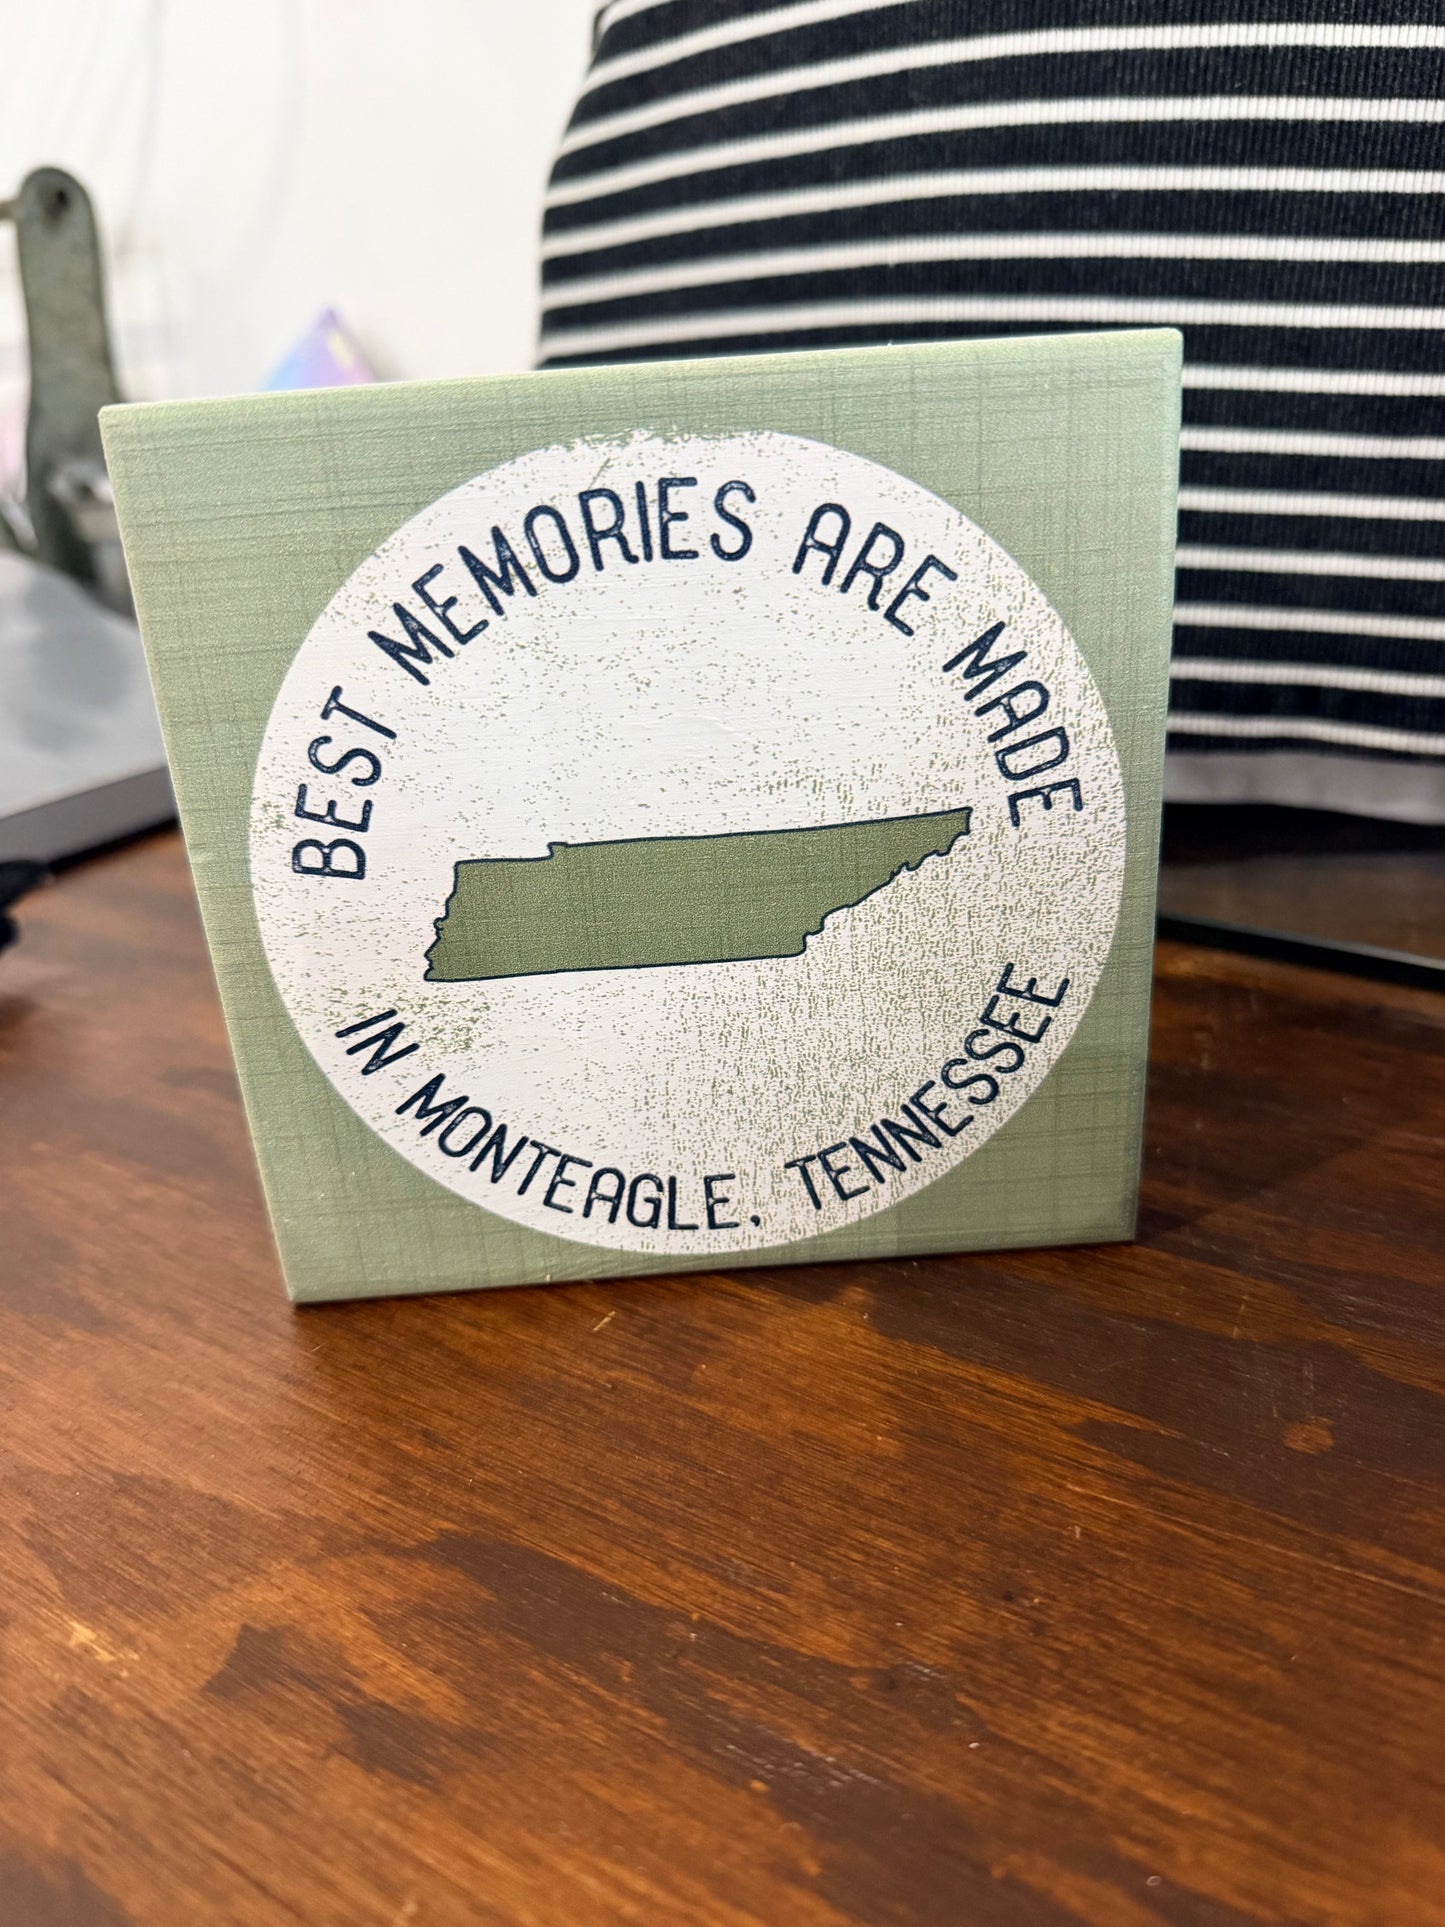 BEST MEMORIES ARE MADE
IN MONTEAGLE, TENNESSEE